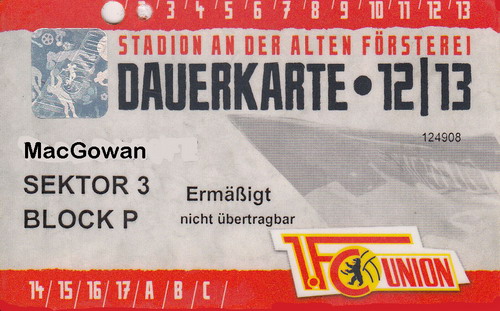 3/4/5/6/7/8/9/10 11 12 13
STADION AN DER ALTEN FÖRSTEREI
DAUERKARTE • 12|13
124908
MacGowan
SEKTOR 3
BLOCK P
Ermäßigt
nicht übertragbar
1.FC UNION
14/15/16/17/A/B/C/